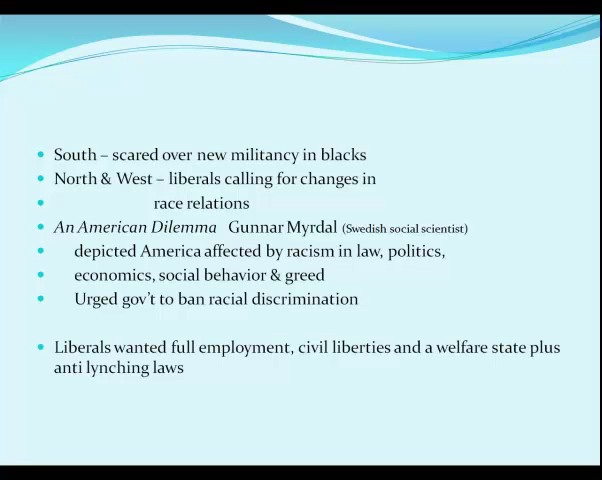 • South – scared over new militancy in blacks
• North & West – liberals calling for changes in
• race relations
• An American Dilemma Gunnar Myrdal (Swedish social scientist)
• depicted America affected by racism in law, politics,
• economics, social behavior & greed
• Urged gov't to ban racial discrimination
• Liberals wanted full employment, civil liberties and a welfare state plus
anti lynching laws